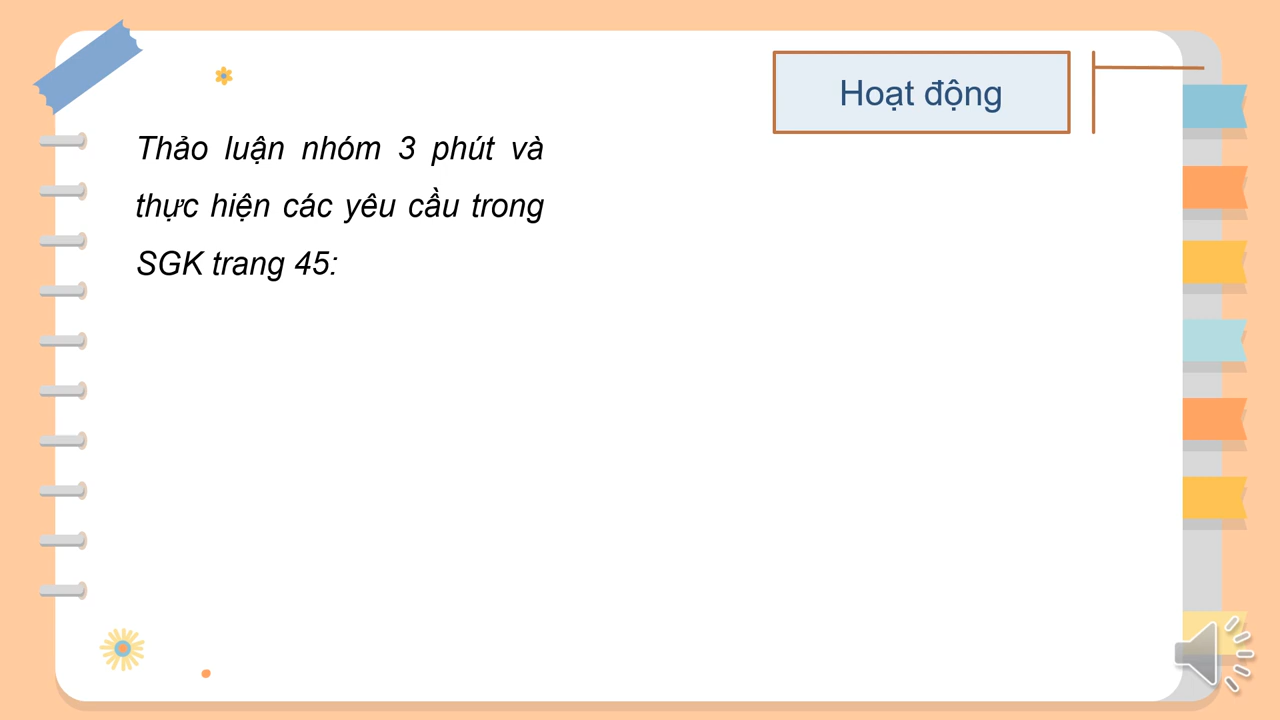 Hoạt động
Thảo luận nhóm 3 phút và
thực hiện các yêu cầu trong
SGK trang 45: